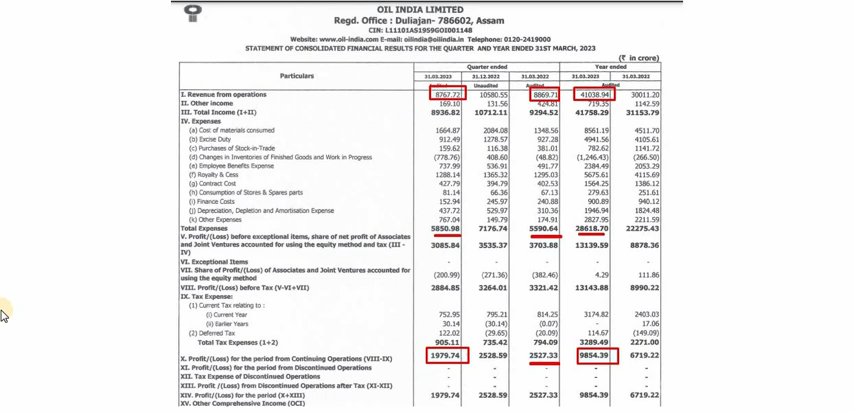 OIL INDIA LIMITED
Regd. Office : Duliajan- 786602, Assam
CIN: L11101AS1959GOI001148
Website: www.oil-india.com E-mail: oilindia@oilindia.in Telephone: 0120-2419000
STATEMENT OF CONSOLIDATED FINANCIAL RESULTS FOR THE QUARTER AND YEAR ENDED 31ST MARCH, 2023
(₹ in crore)
Particulars Quarter ended Year ended
31.03.2023 31.12.2022 31.03.2022 31.03.2023 31.03.2022
Audited Unaudited Audited Audited
I. Revenue from operations 8767.72 10580.55 8869.71 41038.94 30011.20
II. Other income 169.10 131.56 424.81 719.35 1142.59
III. Total Income (I+II) 8936.82 10712.11 9294.52 41758.29 31153.79
IV. Expenses
(a) Cost of materials consumed 1664.87 2084.08 1348.56 8561.19 4511.70
(b) Excise Duty 912.49 1278.57 927.28 4941.56 4105.61
(c) Purchases of Stock-in-Trade 159.62 116.38 381.01 782.62 1141.72
(d) Changes in Inventories of Finished Goods and Work in Progress (778.76) 408.60 (48.82) (1,246.43) (266.50)
(e) Employee Benefits Expense 737.99 536.91 491.77 2384.49 2053.29
(f) Royalty & Cess 1288.14 1365.32 1295.03 5675.61 4115.69
(g) Contract Cost 427.79 394.79 402.53 1564.25 1386.12
(h) Consumption of Stores & Spares parts 81.14 66.36 67.13 279.63 251.61
(i) Finance Costs 152.94 245.97 240.88 900.89 940.12
(j) Depreciation, Depletion and Amortisation Expense 437.72 529.97 310.36 1946.94 1824.48
(k) Other Expenses 767.04 149.79 174.91 2827.95 2211.59
Total Expenses 5850.98 7176.74 5590.64 28618.70 22275.43
V. Profit/(Loss) before exceptional items, share of net profit of Associates
and Joint Ventures accounted for using the equity method and tax (III - 3085.84 3535.37 3703.88 13139.59 8878.36
IV)
VI. Exceptional Items - - - - -
VII. Share of Profit/(Loss) of Associates and Joint Ventures accounted for
using the equity method (200.99) (271.36) (382.46) 4.29 111.86
VIII. Profit/(Loss) before Tax (V-VI+VII) 2884.85 3264.01 3321.42 13143.88 8990.22
IX. Tax Expense:
(1) Current Tax relating to :
(i) Current Year 752.95 795.21 814.25 3174.82 2403.03
(ii) Earlier Years 30.14 (30.14) (0.07) - 17.06
(2) Deferred Tax 122.02 (29.65) (20.09) 114.67 (149.09)
Total Tax Expense (1+2) 905.11 735.42 794.09 3289.49 2271.00
X. Profit/(Loss) for the period from Continuing Operations (VIII-IX) 1979.74 2528.59 2527.33 9854.39 6719.22
XI. Profit/(Loss) for the period from Discontinued Operations - - - - -
XII. Tax Expense of Discontinued Operations - - - - -
XIII. Profit /(Loss) from Discontinued Operations after Tax (XI-XII) - - - - -
XIV. Profit/(Loss) for the period (X+XIII) 1979.74 2528.59 2527.33 9854.39 6719.22
XV. Other Comprehensive Income (OCI)